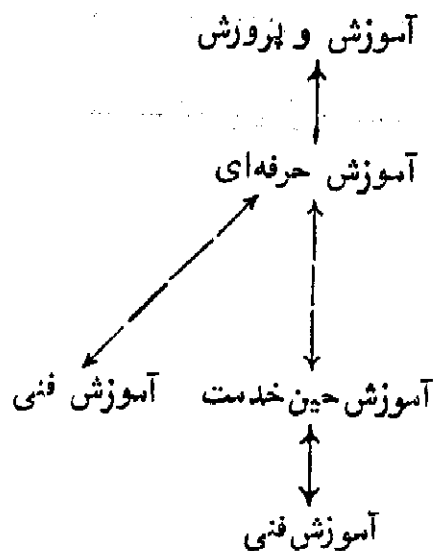 آموزش و پرورش
آموزش حرفه‌ای
آموزش حین خدمت آموزش فنی
آموزش فنی